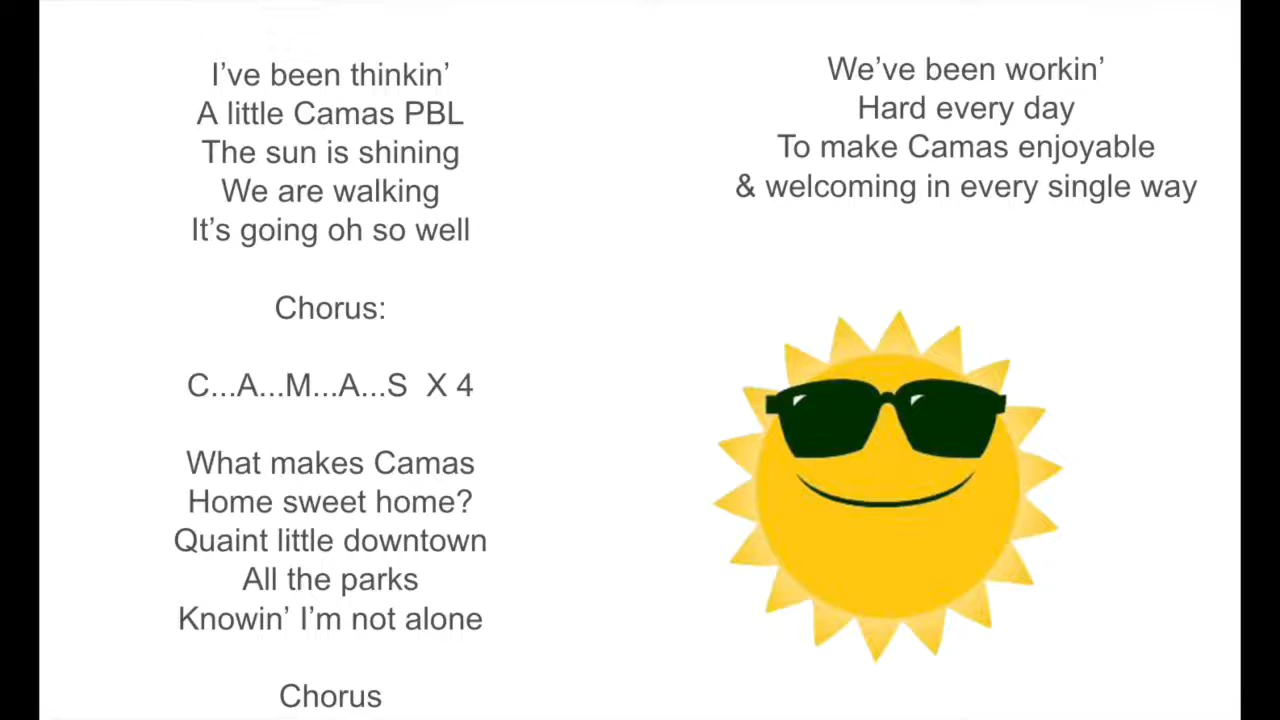 I’ve been thinkin’
A little Camas PBL
The sun is shining
We are walking
It’s going oh so well
Chorus:
C...A...M...A...S X 4
What makes Camas
Home sweet home?
Quaint little downtown
All the parks
Knowin’ I’m not alone
Chorus
We’ve been workin’
Hard every day
To make Camas enjoyable
& welcoming in every single way